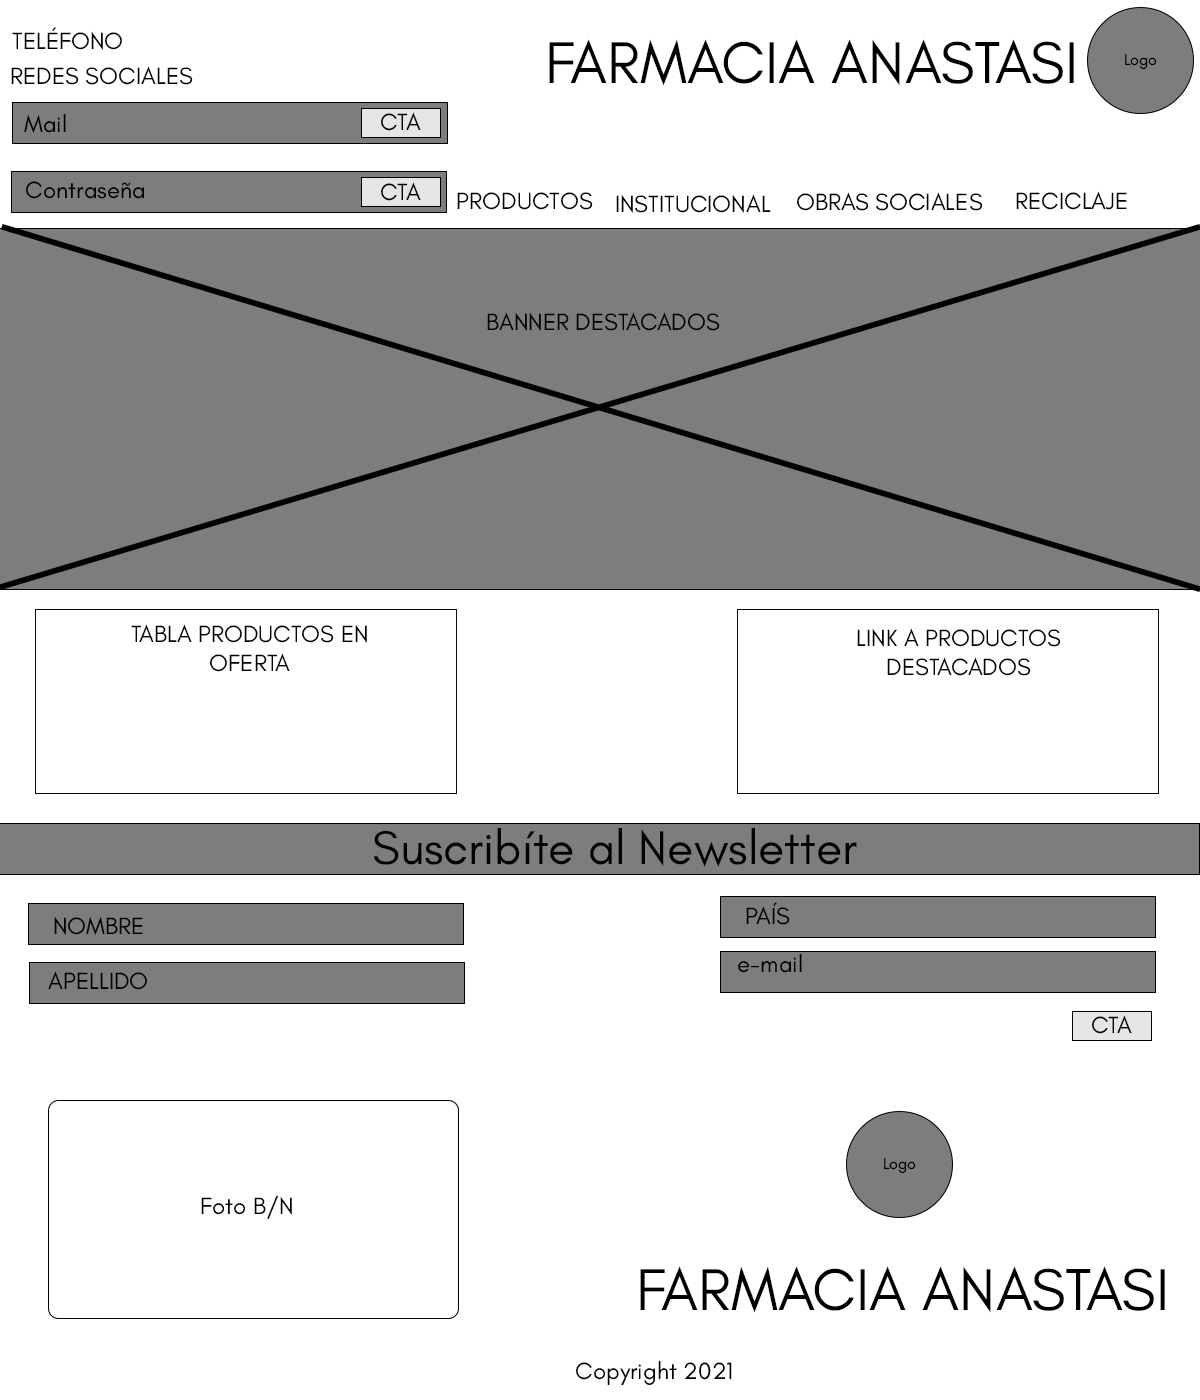 TELÉFONO
REDES SOCIALES
FARMACIA ANASTASI
Logo
Mail
CTA
Contraseña
CTA
PRODUCTOS
INSTITUCIONAL
OBRAS SOCIALES
RECICLAJE
BANNER DESTACADOS
TABLA PRODUCTOS EN
OFERTA
LINK A PRODUCTOS
DESTACADOS
Suscribíte al Newsletter
NOMBRE
APELLIDO
PAÍS
e-mail
CTA
Foto B/N
Logo
FARMACIA ANASTASI
Copyright 2021